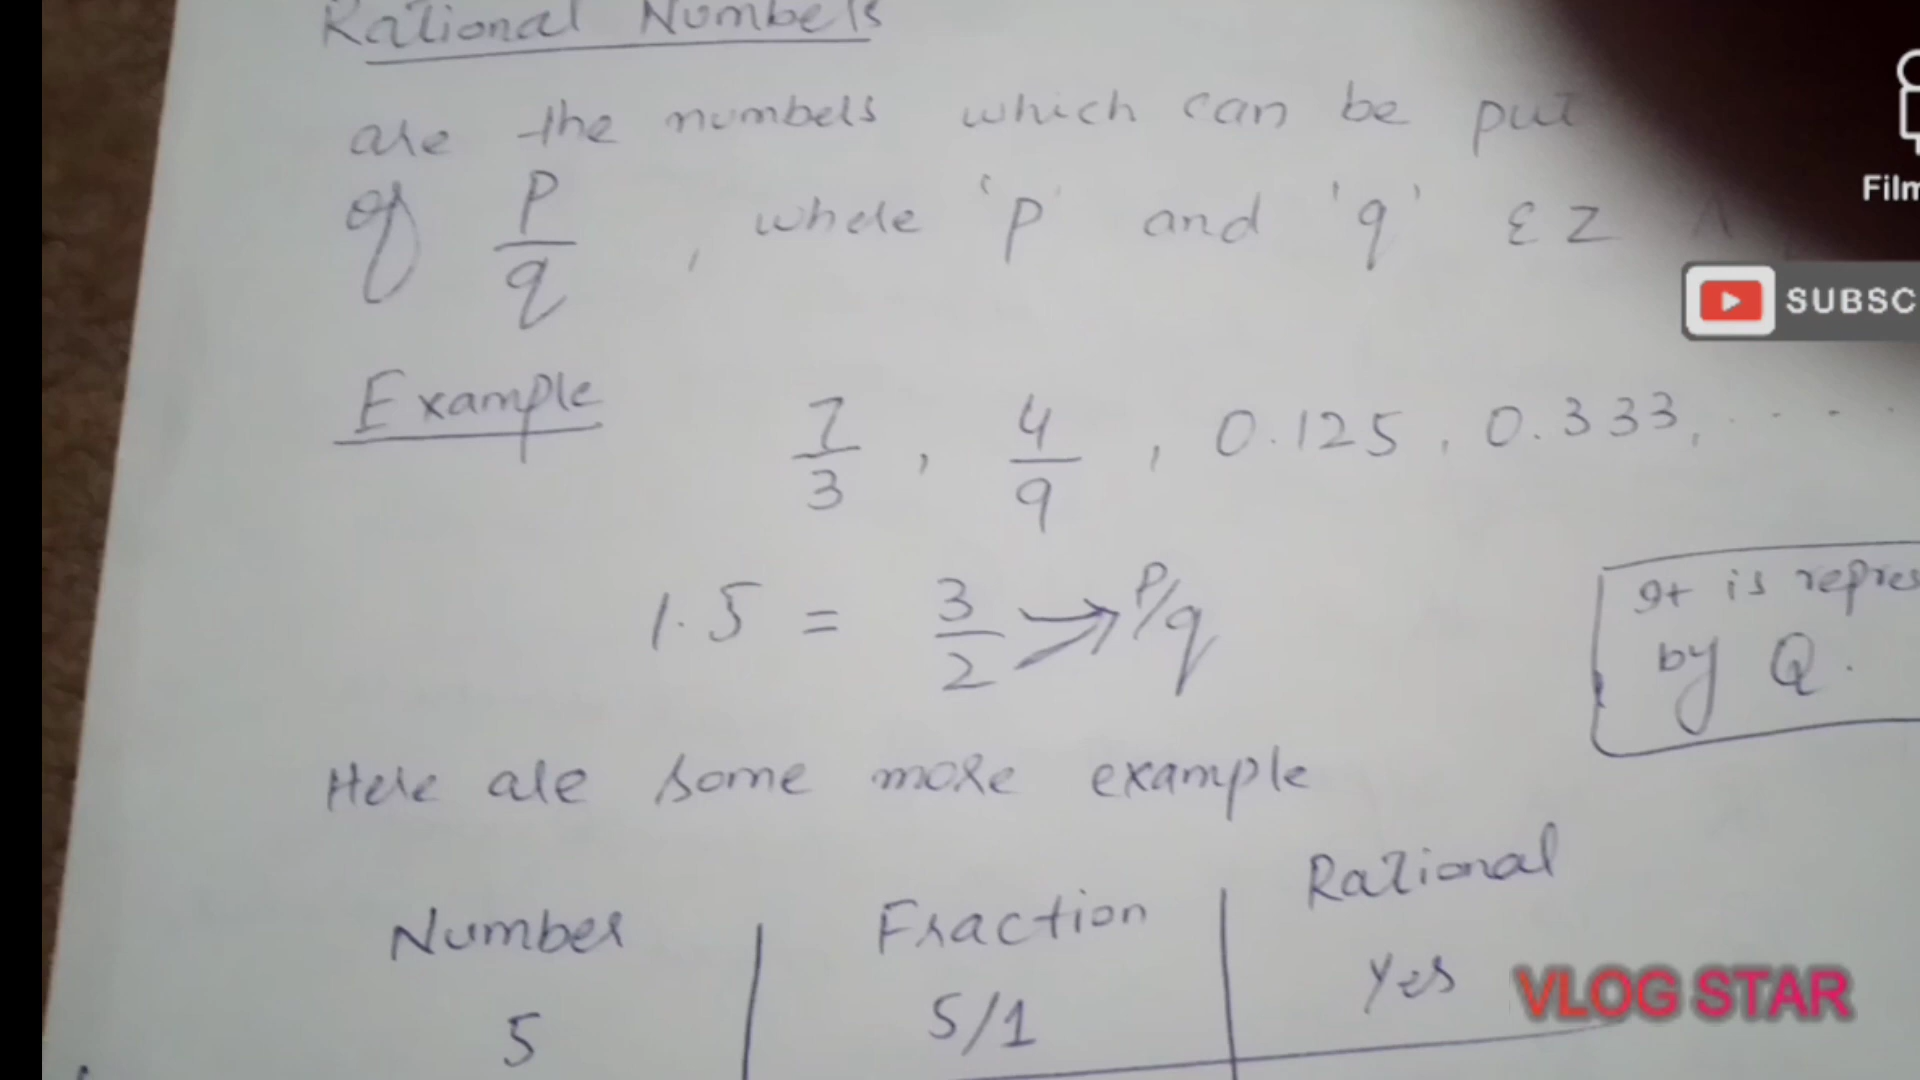 Rational Numbers
are the numbers which can be put
of p/q , where 'p' and 'q' ε Z
Example 7/3 , 4/9 , 0.125 , 0.333, ....
1.5 = 3/2 → p/q
It is
by Q.
Here are some more example
Number | Fraction | Rational
5 | 5/1 | Yes
SUBSC
VLOG STAR